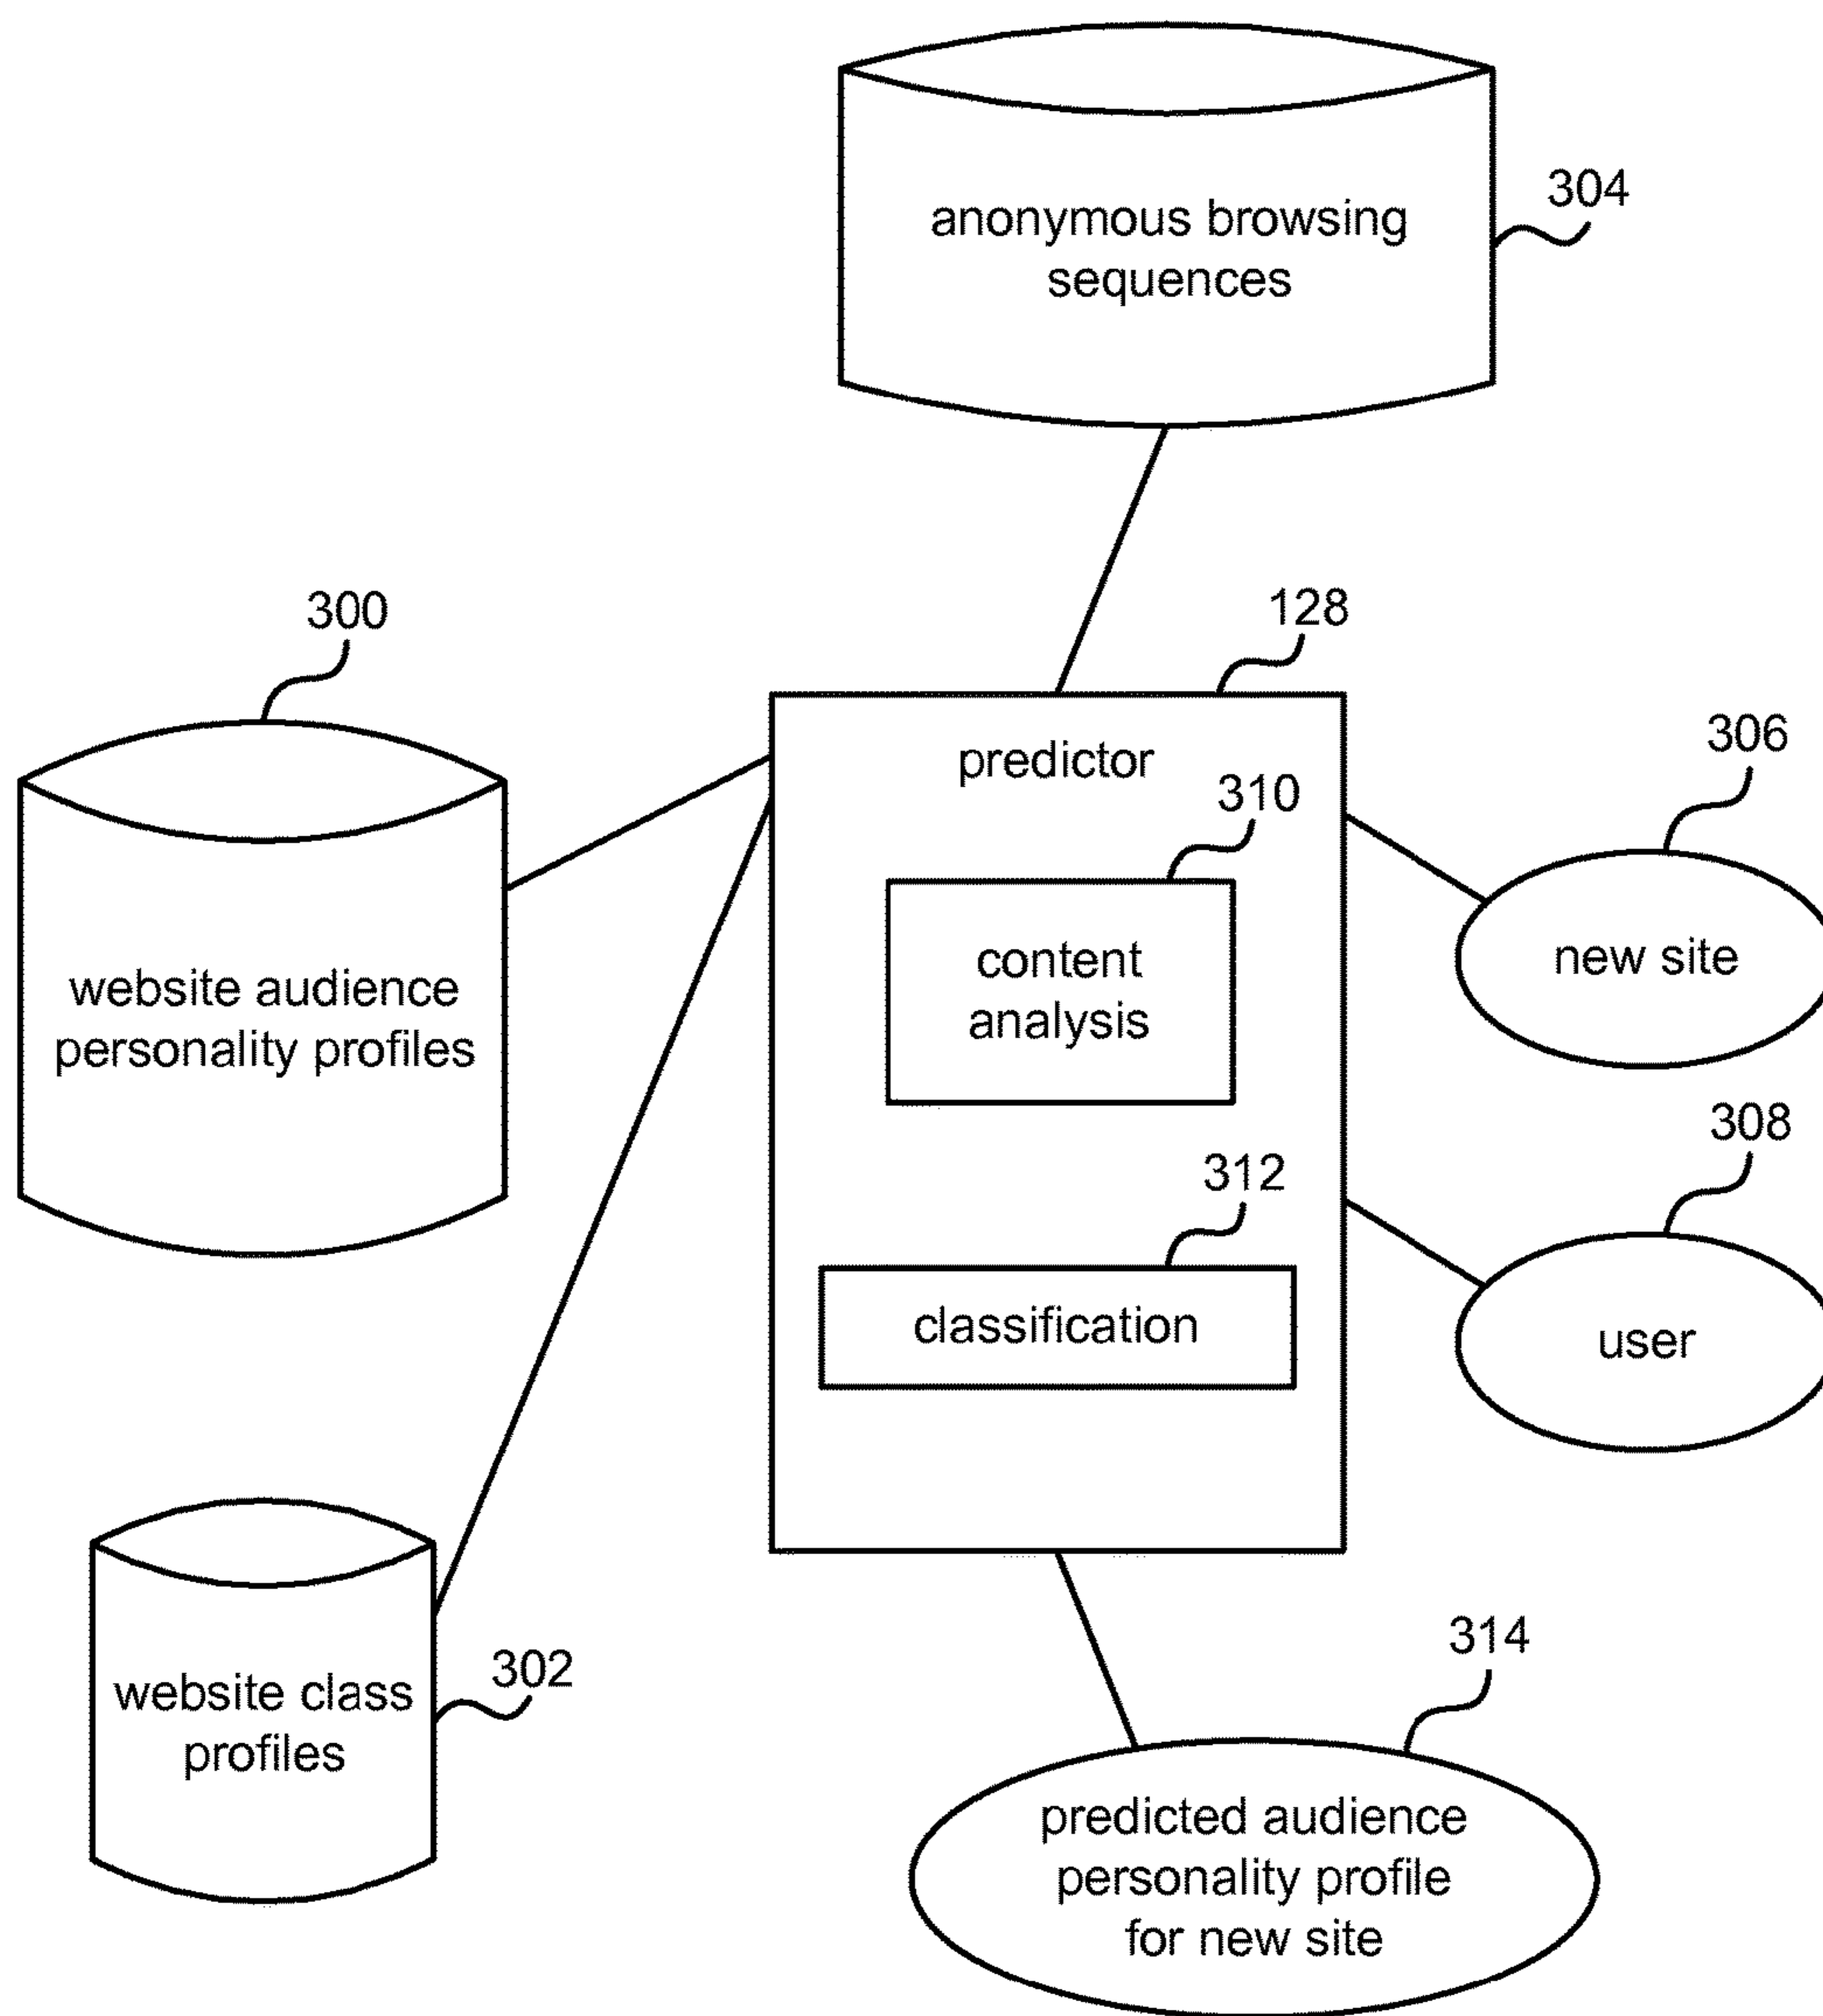 anonymous browsing
sequences
304
300
128
predictor
310
306
website audience
personality profiles
content
analysis
new site
308
312
classification
user
302
website class
profiles
314
predicted audience
personality profile
for new site